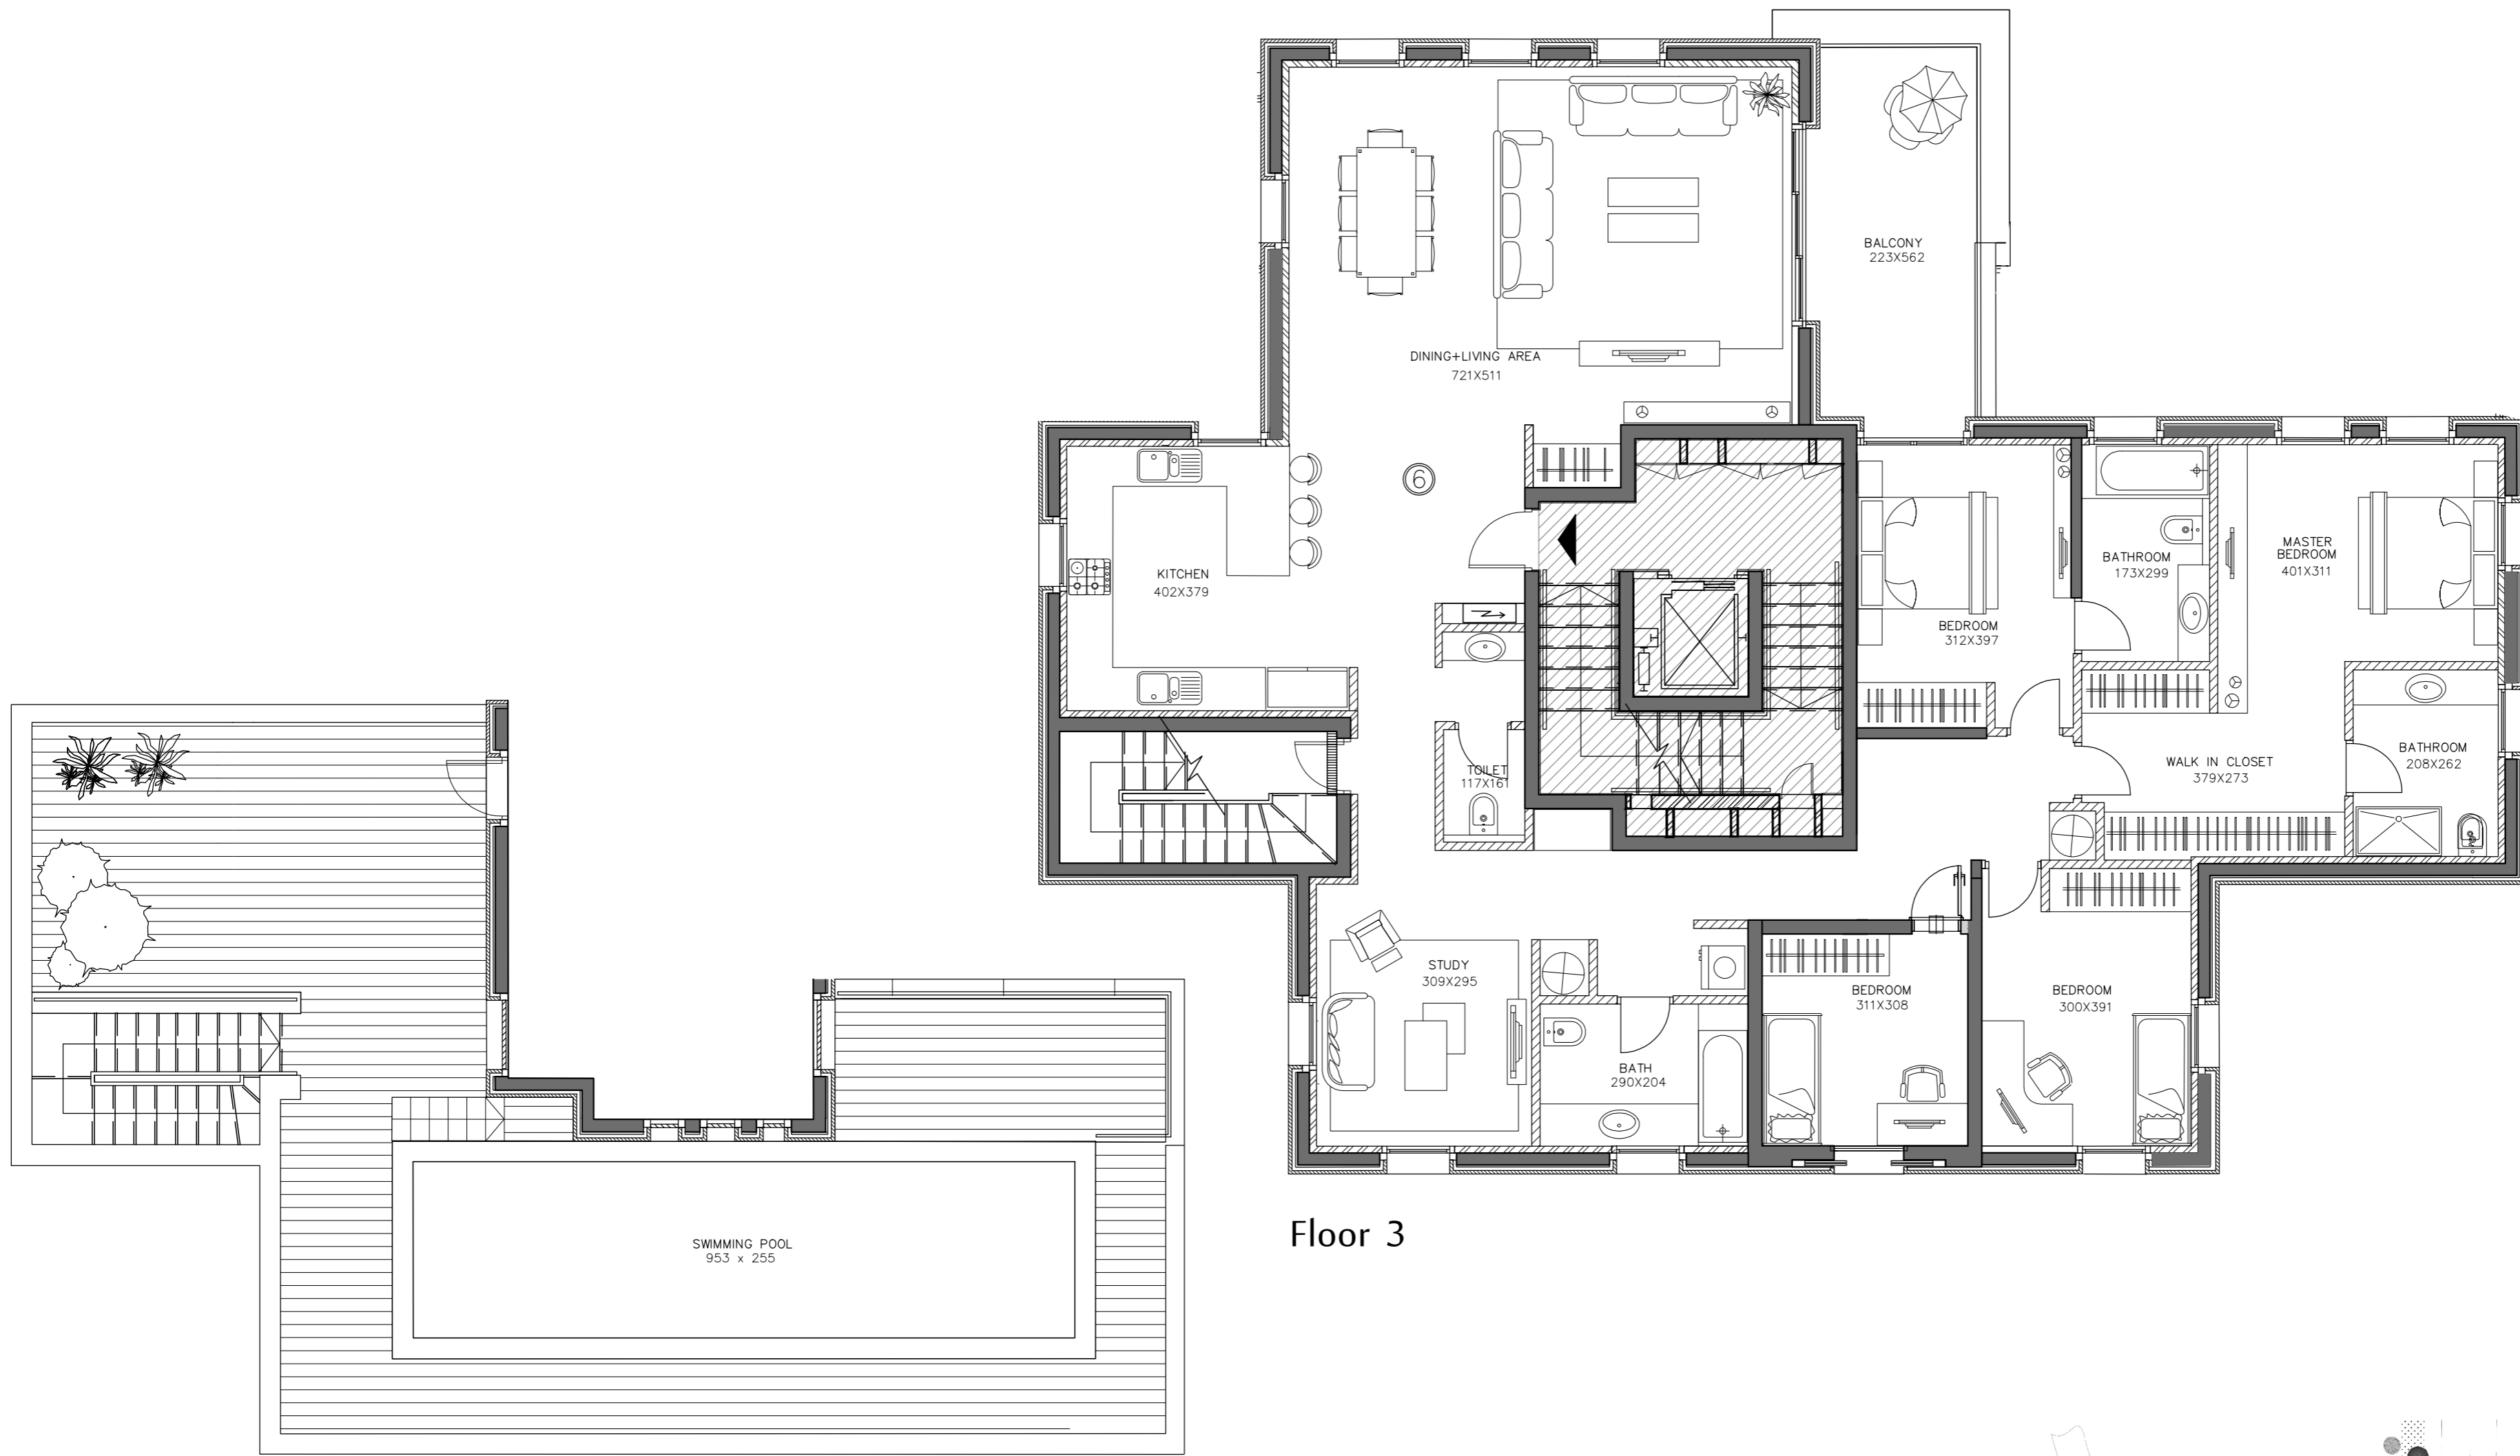 BALCONY
223X562
DINING+LIVING AREA
721X511
6
KITCHEN
402X379
MASTER
BEDROOM
401X311
BATHROOM
173X299
BEDROOM
312X397
BATHROOM
208X262
WALK IN CLOSET
379X273
TOILET
117X161
STUDY
309X295
BEDROOM
311X308
BEDROOM
300X391
BATH
290X204
SWIMMING POOL
953 x 255
Floor 3